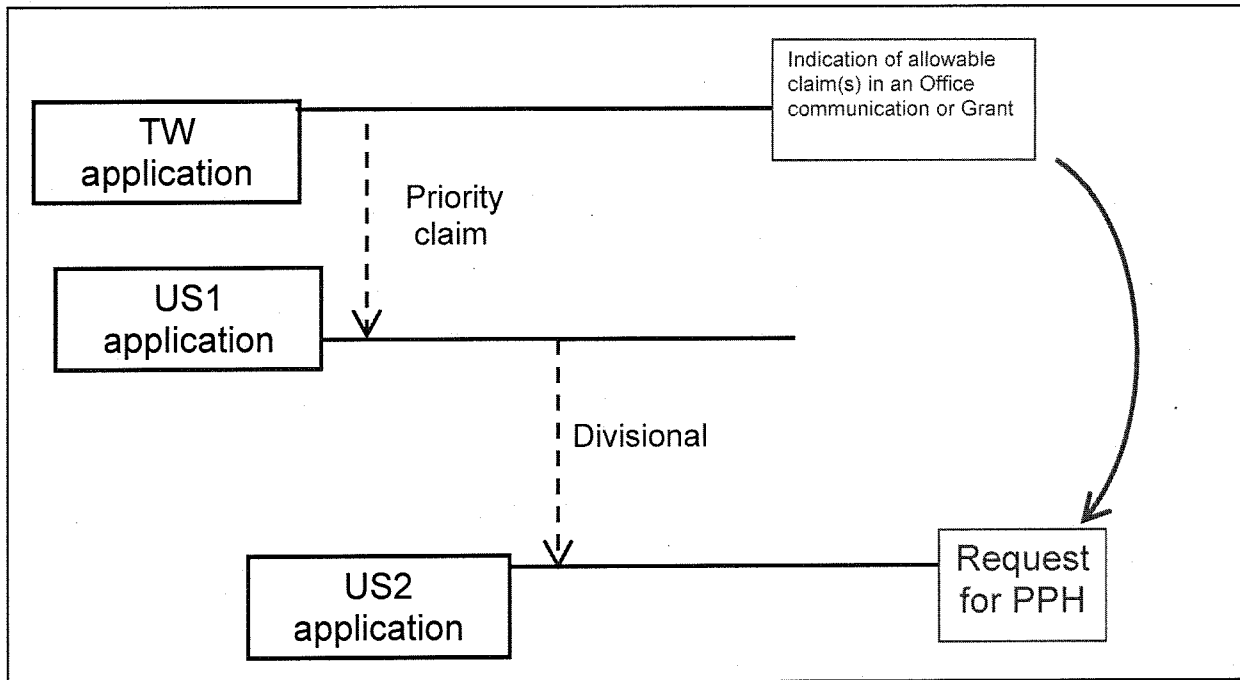 Indication of allowable
claim(s) in an Office
communication or Grant
TW
application
Priority
claim
US1
application
Divisional
US2
application
Request
for PPH